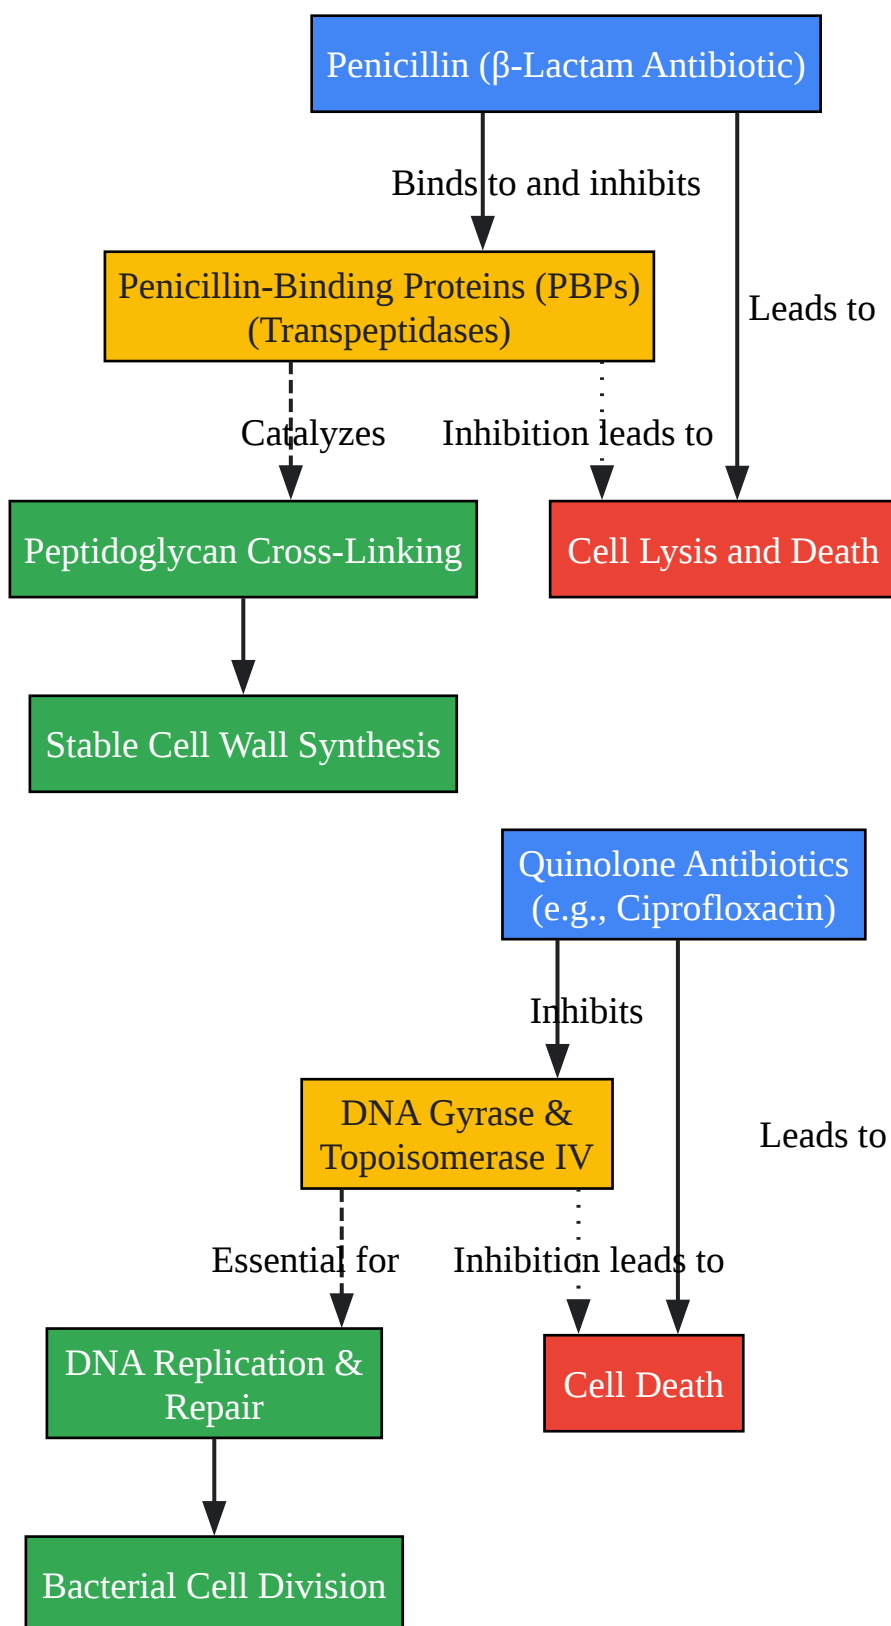 Penicillin (β-Lactam Antibiotic)
Binds to and inhibits
Penicillin-Binding Proteins (PBPs)
(Transpeptidases)
Leads to
Catalyzes
Inhibition leads to
Peptidoglycan Cross-Linking
Cell Lysis and Death
Stable Cell Wall Synthesis
Quinolone Antibiotics
(e.g., Ciprofloxacin)
Inhibits
DNA Gyrase &
Topoisomerase IV
Leads to
Essential for
Inhibition leads to
DNA Replication &
Repair
Cell Death
Bacterial Cell Division